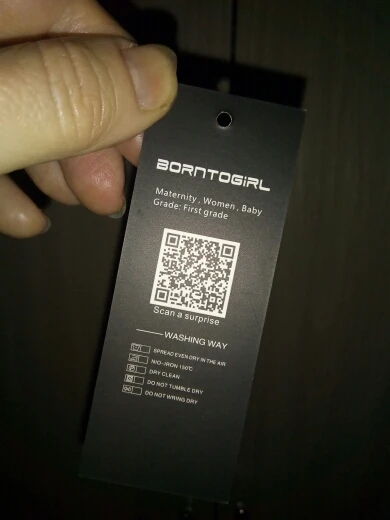 BORNTOGIRL
Maternity , Women , Baby
Grade: First grade
Scan a surprise
WASHING WAY
SPREAD EVEN DRY IN THE AIR
N/O-IRON 150℃
DRY CLEAN
DO NOT TUMBLE DRY
DO NOT WRING DRY